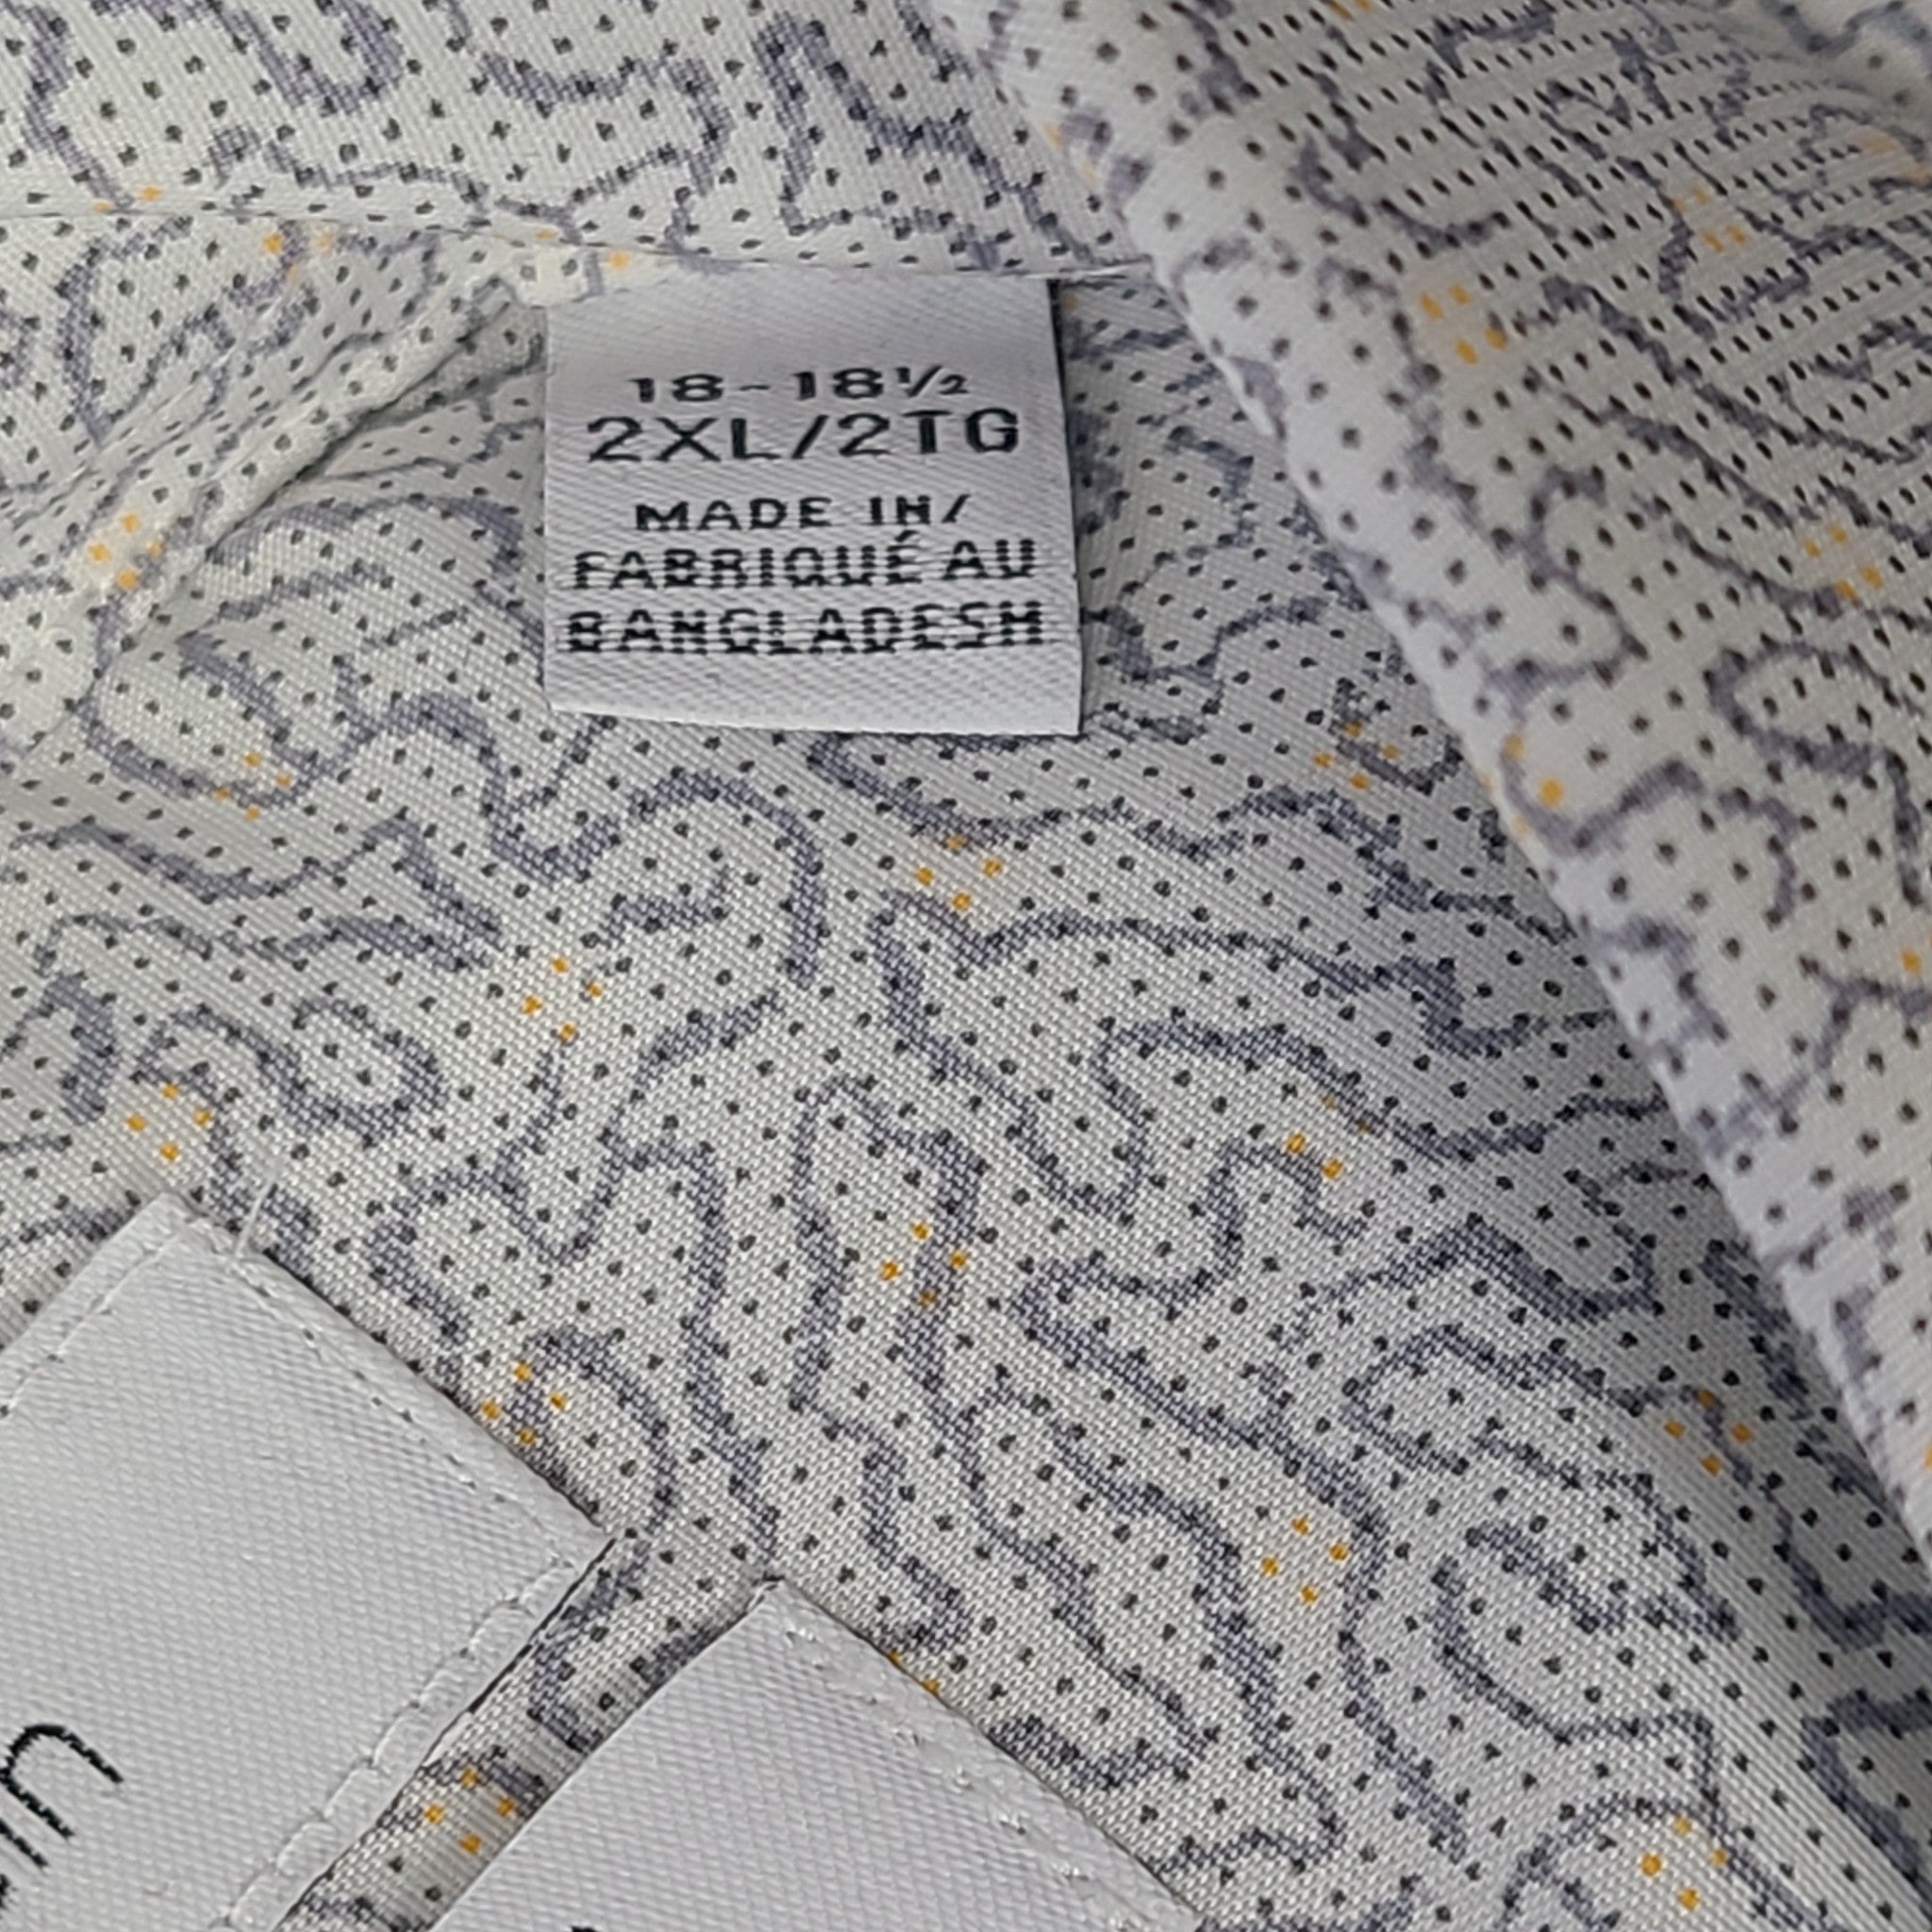 18-18½
2XL/2TG
MADE IN/
FABRIQUÉ AU
BANGLADESH